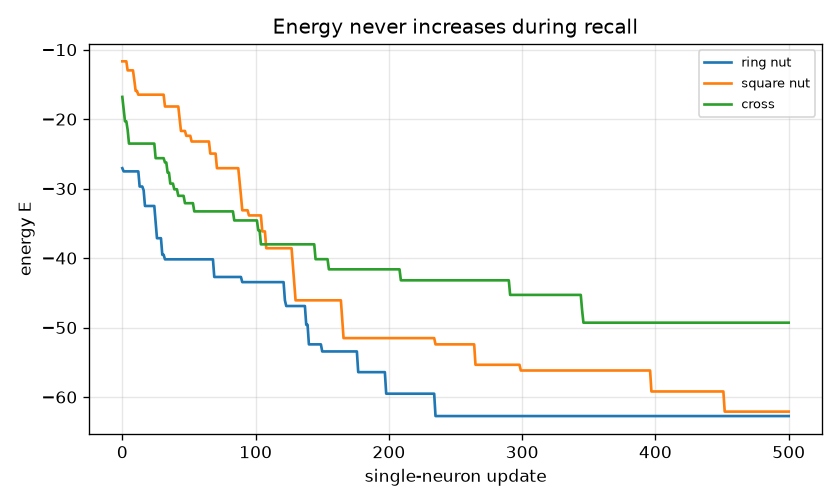 Energy never increases during recall
ring nut
square nut
cross
energy E
−10
−20
−30
−40
−50
−60
0 100 200 300 400 500
single-neuron update